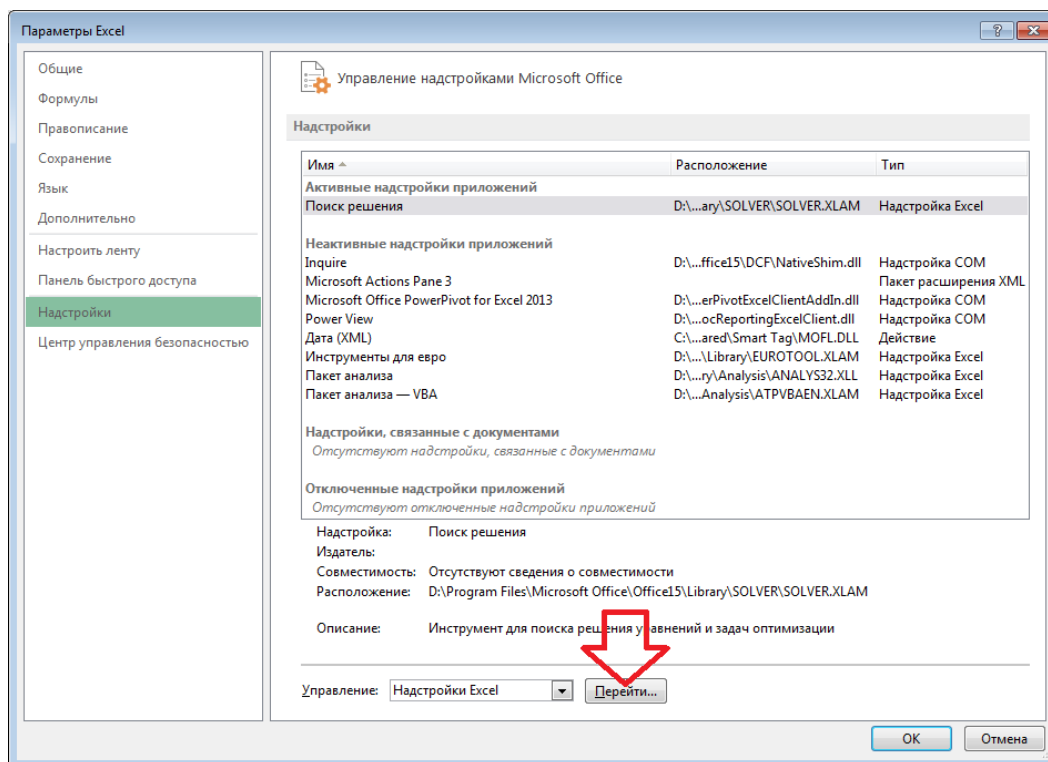 Параметры Excel
Общие
Формулы
Правописание
Сохранение
Язык
Дополнительно
Настроить ленту
Панель быстрого доступа
Надстройки
Центр управления безопасностью
Управление надстройками Microsoft Office
Надстройки
Имя Расположение Тип
Активные надстройки приложений
Поиск решения D:\...ary\SOLVER\SOLVER.XLAM Надстройка Excel
Неактивные надстройки приложений
Inquire D:\...ffice15\DCF\NativeShim.dll Надстройка COM
Microsoft Actions Pane 3 Пакет расширения XML
Microsoft Office PowerPivot for Excel 2013 D:\...erPivotExcelClientAddIn.dll Надстройка COM
Power View D:\...ocReportingExcelClient.dll Надстройка COM
Дата (XML) C:\...ared\Smart Tag\MOFL.DLL Действие
Инструменты для евро D:\...\Library\EUROTOOL.XLAM Надстройка Excel
Пакет анализа D:\...ry\Analysis\ANALYS32.XLL Надстройка Excel
Пакет анализа — VBA D:\...Analysis\ATPVBAEN.XLAM Надстройка Excel
Надстройки, связанные с документами
Отсутствуют надстройки, связанные с документами
Отключенные надстройки приложений
Отсутствуют отключенные надстройки приложений
Надстройка: Поиск решения
Издатель:
Совместимость: Отсутствуют сведения о совместимости
Расположение: D:\Program Files\Microsoft Office\Office15\Library\SOLVER\SOLVER.XLAM
Описание: Инструмент для поиска решения уравнений и задач оптимизации
Управление: Надстройки Excel Перейти...
OK Отмена